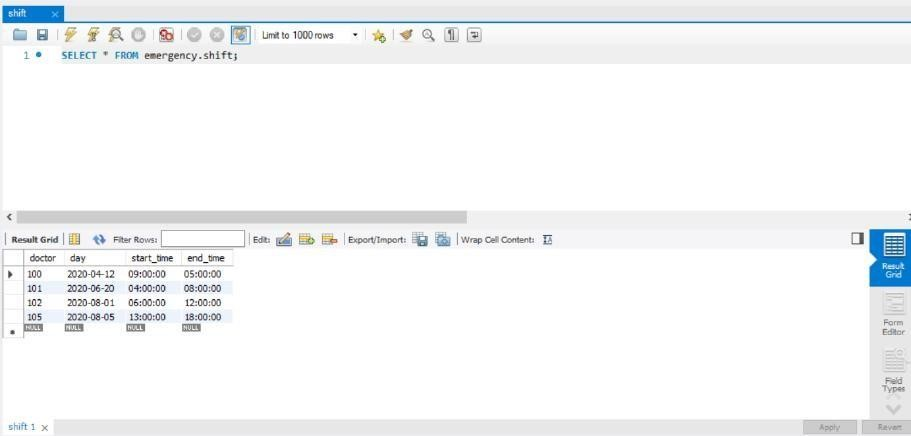 shift ×
Limit to 1000 rows
1 SELECT * FROM emergency.shift;
Result Grid Filter Rows: Edit: Export/Import: Wrap Cell Content:
doctor day start_time end_time
100 2020-04-12 09:00:00 05:00:00
101 2020-06-20 04:00:00 08:00:00
102 2020-08-01 06:00:00 12:00:00
105 2020-08-05 13:00:00 18:00:00
NULL NULL NULL NULL
Result
Grid
Form
Editor
Field
Types
shift 1 ×
Apply Revert